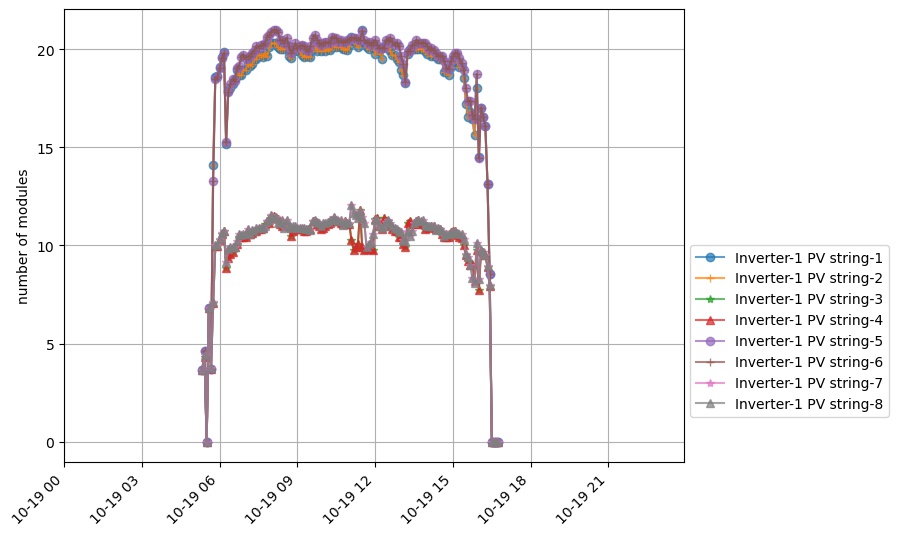 20
15
10
5
0
number of modules
10-19 00
10-19 03
10-19 06
10-19 09
10-19 12
10-19 15
10-19 18
10-19 21
Inverter-1 PV string-1
Inverter-1 PV string-2
Inverter-1 PV string-3
Inverter-1 PV string-4
Inverter-1 PV string-5
Inverter-1 PV string-6
Inverter-1 PV string-7
Inverter-1 PV string-8